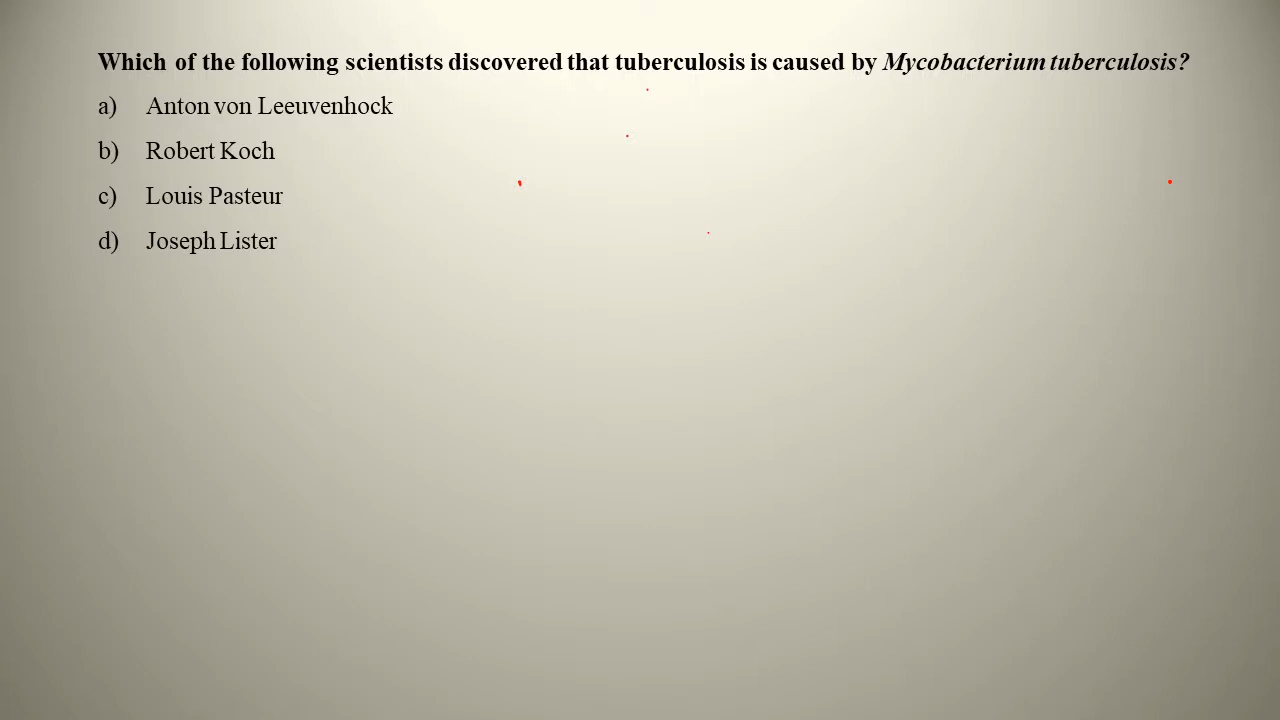 Which of the following scientists discovered that tuberculosis is caused by Mycobacterium tuberculosis?
a) Anton von Leeuvenhock
b) Robert Koch
c) Louis Pasteur
d) Joseph Lister